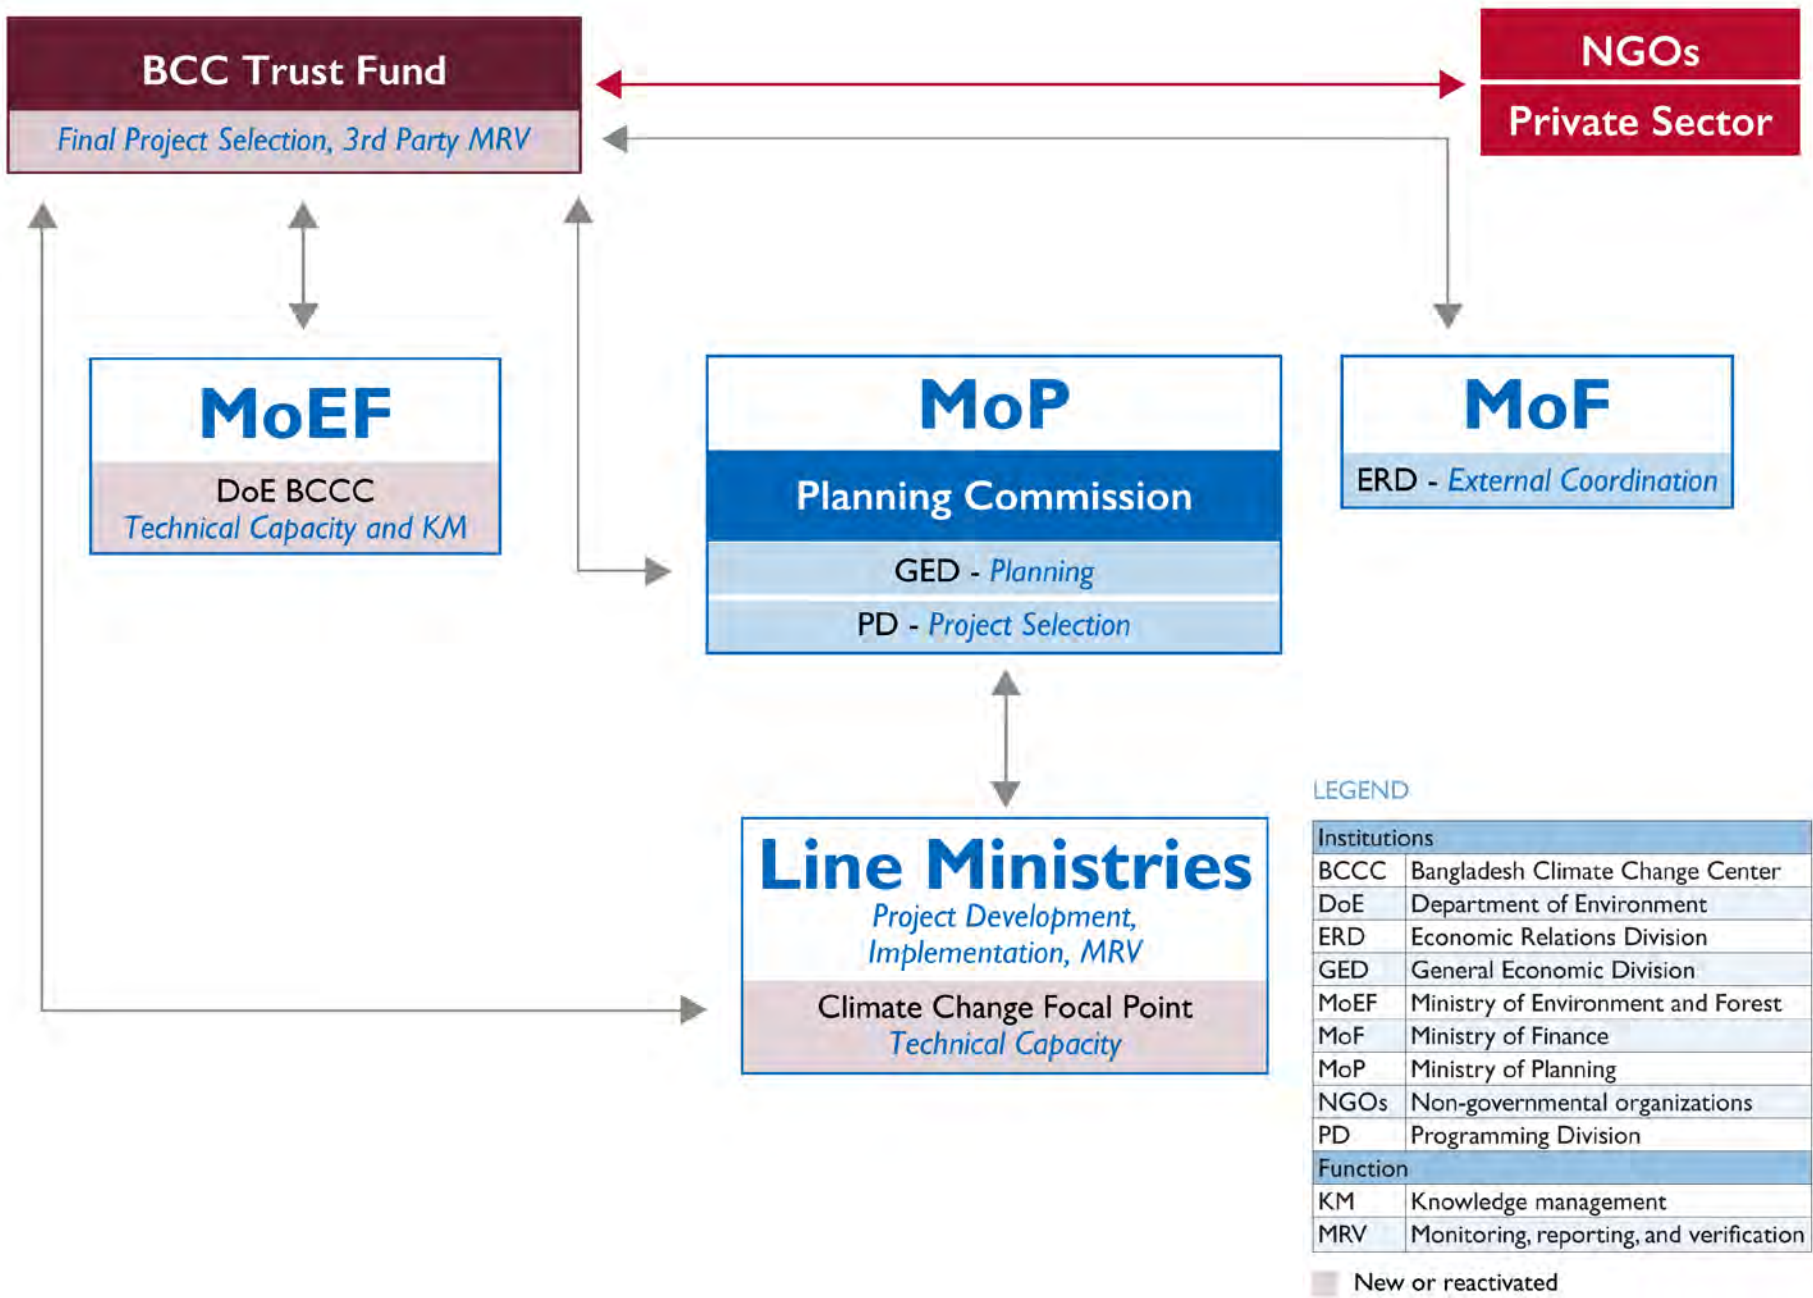 BCC Trust Fund
Final Project Selection, 3rd Party MRV
NGOs
Private Sector
MoEF
DoE BCCC
Technical Capacity and KM
MoP
Planning Commission
GED - Planning
PD - Project Selection
MoF
ERD - External Coordination
Line Ministries
Project Development,
Implementation, MRV
Climate Change Focal Point
Technical Capacity
LEGEND
Institutions
BCCC Bangladesh Climate Change Center
DoE Department of Environment
ERD Economic Relations Division
GED General Economic Division
MoEF Ministry of Environment and Forest
MoF Ministry of Finance
MoP Ministry of Planning
NGOs Non-governmental organizations
PD Programming Division
Function
KM Knowledge management
MRV Monitoring, reporting, and verification
New or reactivated